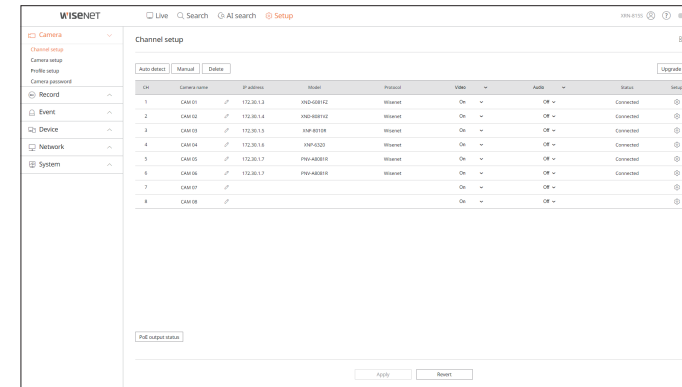 WISENET
Live Search AI search Setup XRN-815S
Camera
Channel setup
Camera setup
Profile setup
Camera password
Record
Event
Device
Network
System
Channel setup
Auto detect Manual Delete Upgrade
CH Camera name IP address Model Protocol Video Audio Status Setup
1 CAM 01 172.30.1.3 XND-6081FZ Wisenet On Off Connected
2 CAM 02 172.30.1.4 Wisenet On Off Connected
3 CAM 03 172.30.1.5 XNF-8010R Wisenet On Off Connected
4 CAM 04 172.30.1.6 XNP-6320 Wisenet On Off Connected
5 CAM 05 172.30.1.7 PNV-A9081R Wisenet On Off Connected
6 CAM 06 172.30.1.7 PNV-A9081R Wisenet On Off Connected
7 CAM 07 On Off
8 CAM 08 On Off
PoE output status
Apply Revert